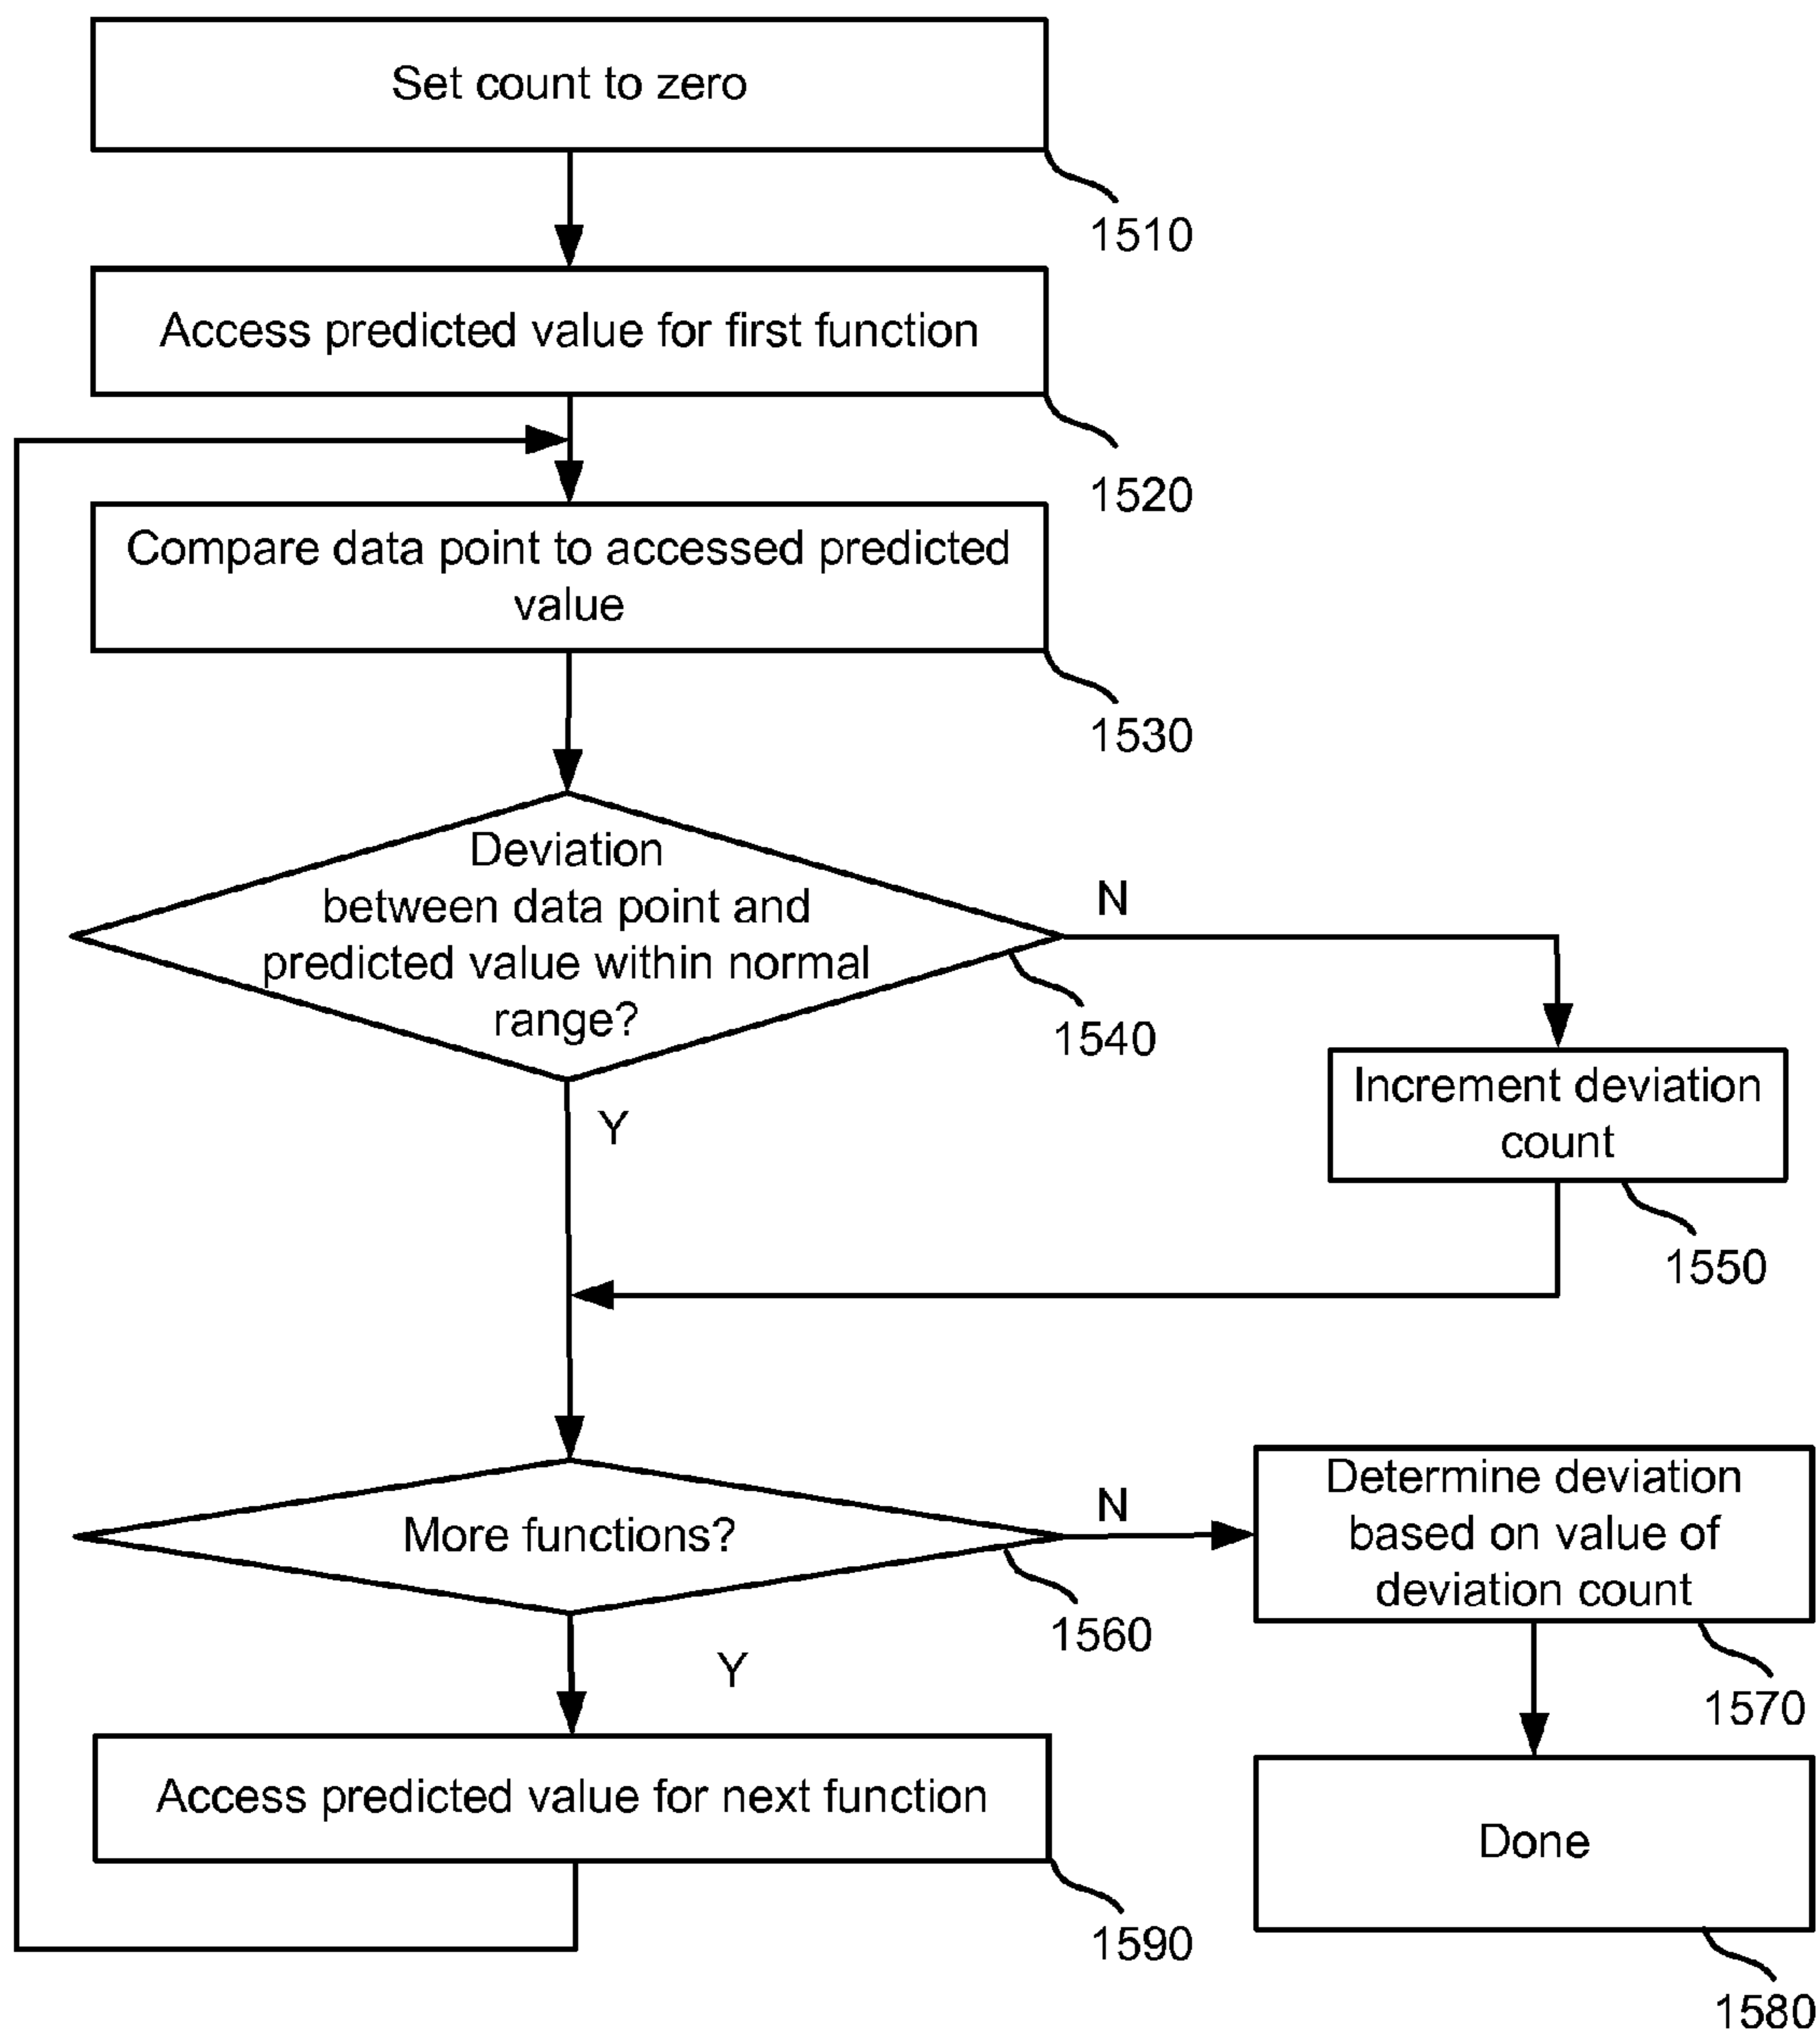 Set count to zero
1510
Access predicted value for first function
1520
Compare data point to accessed predicted
value
1530
Deviation
between data point and
predicted value within normal
range?
N
1540
Y
Increment deviation
count
1550
More functions?
N
1560
Y
Determine deviation
based on value of
deviation count
1570
Access predicted value for next function
1590
Done
1580